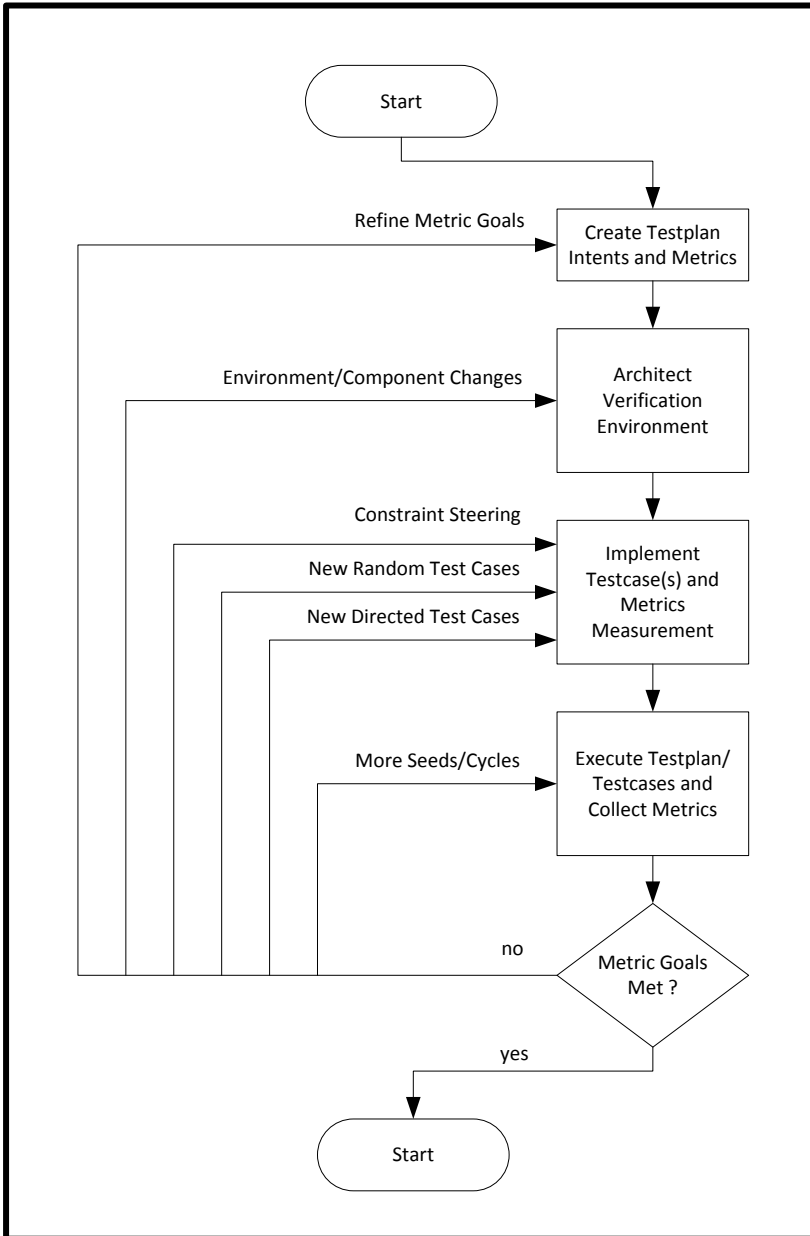 Start
Refine Metric Goals
Create Testplan
Intents and Metrics
Environment/Component Changes
Architect
Verification
Environment
Constraint Steering
New Random Test Cases
New Directed Test Cases
Implement
Testcase(s) and
Metrics
Measurement
More Seeds/Cycles
Execute Testplan/
Testcases and
Collect Metrics
no
Metric Goals
Met ?
yes
Start